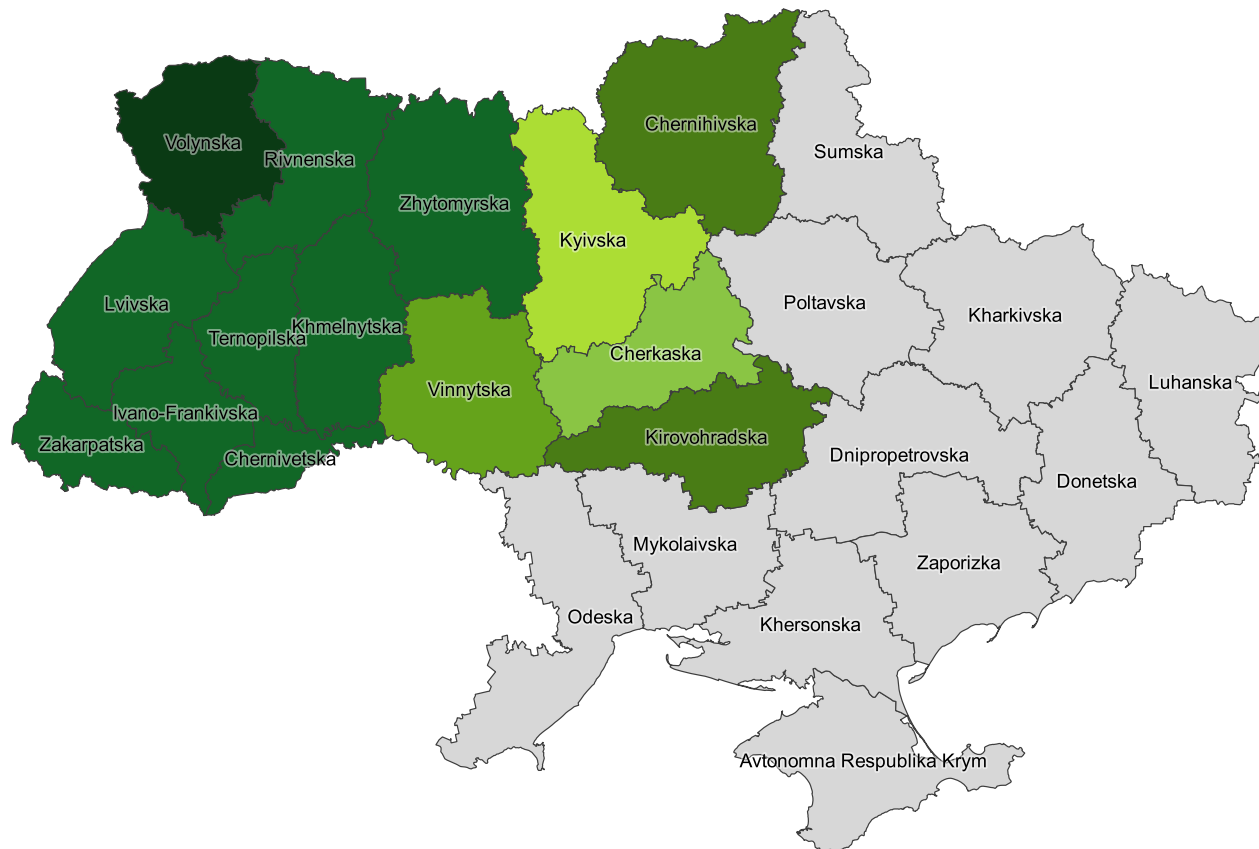 Chernihivska
Volynska
Sumska
Rivnenska
Zhytomyrska
Kyivska
Lvivska
Poltavska
Kharkivska
Ternopilska
Khmelnytska
Cherkaska
Luhanska
Vinnytska
Ivano-Frankivska
Zakarpatska
Kirovohradska
Chernivetska
Dnipropetrovska
Donetska
Mykolaivska
Zaporizka
Odeska
Khersonska
Avtonomna Respublika Krym